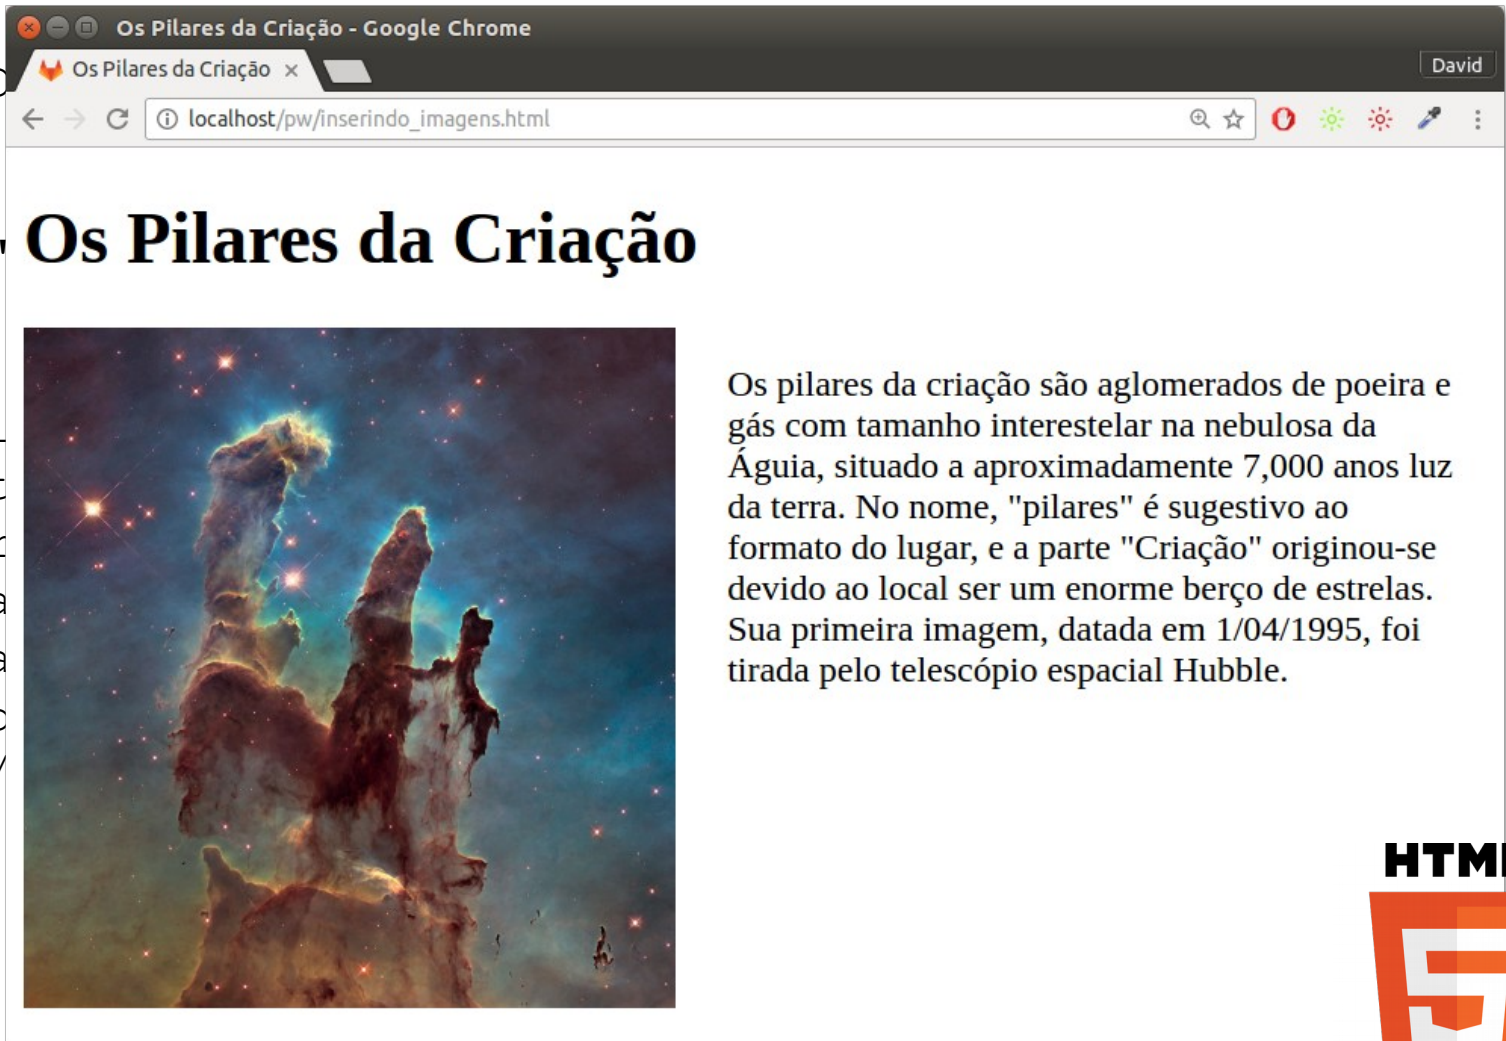 Os Pilares da Criação - Google Chrome
Os Pilares da Criação
David
localhost/pw/inserindo_imagens.html
Os Pilares da Criação
Os pilares da criação são aglomerados de poeira e
gás com tamanho interestelar na nebulosa da
Águia, situado a aproximadamente 7,000 anos luz
da terra. No nome, "pilares" é sugestivo ao
formato do lugar, e a parte "Criação" originou-se
devido ao local ser um enorme berço de estrelas.
Sua primeira imagem, datada em 1/04/1995, foi
tirada pelo telescópio espacial Hubble.